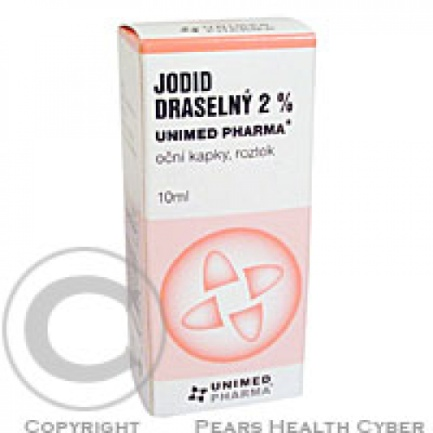 JODID
DRASELNÝ 2 %
UNIMED PHARMA®
oční kapky, roztok
10ml
UNIMED
PHARMA
C
COPYRIGHT PEARS HEALTH CYBER